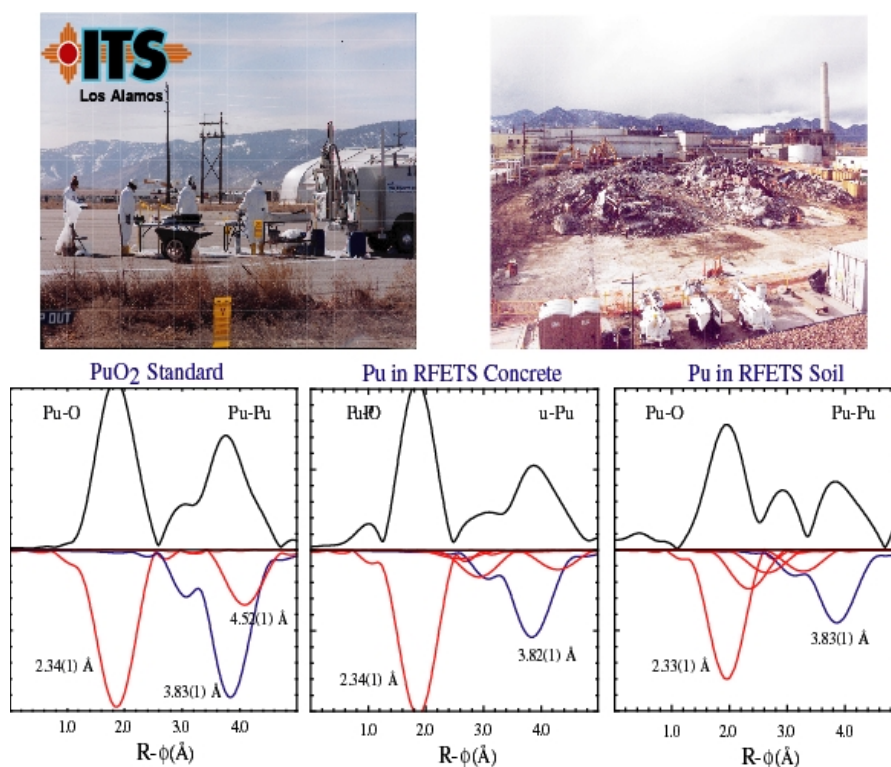 ITS
Los Alamos
P OUT
PuO2 Standard
Pu-O
Pu-Pu
2.34(1) Å
3.83(1) Å
4.52(1) Å
1.0 2.0 3.0 4.0
R-ϕ(Å)
Pu in RFETS Concrete
u-Pu
2.34(1) Å
3.82(1) Å
1.0 2.0 3.0 4.0
R-ϕ(Å)
Pu in RFETS Soil
Pu-O
Pu-Pu
2.33(1) Å
3.83(1) Å
1.0 2.0 3.0 4.0
R-ϕ(Å)